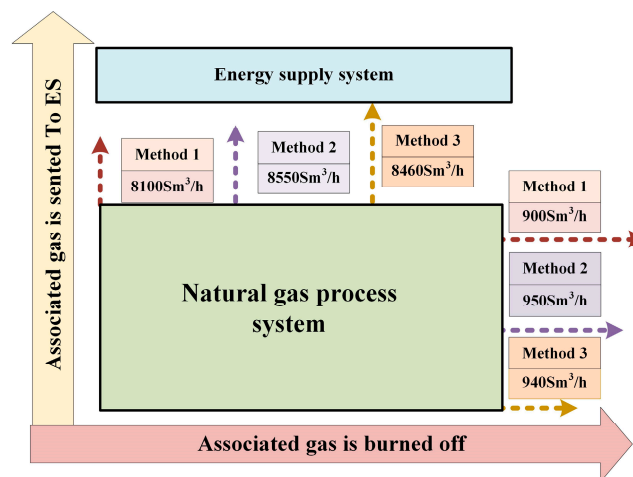 Associated gas is sented To ES
Energy supply system
Method 1
8100Sm³/h
Method 2
8550Sm³/h
Method 3
8460Sm³/h
Natural gas process
system
Method 1
900Sm³/h
Method 2
950Sm³/h
Method 3
940Sm³/h
Associated gas is burned off